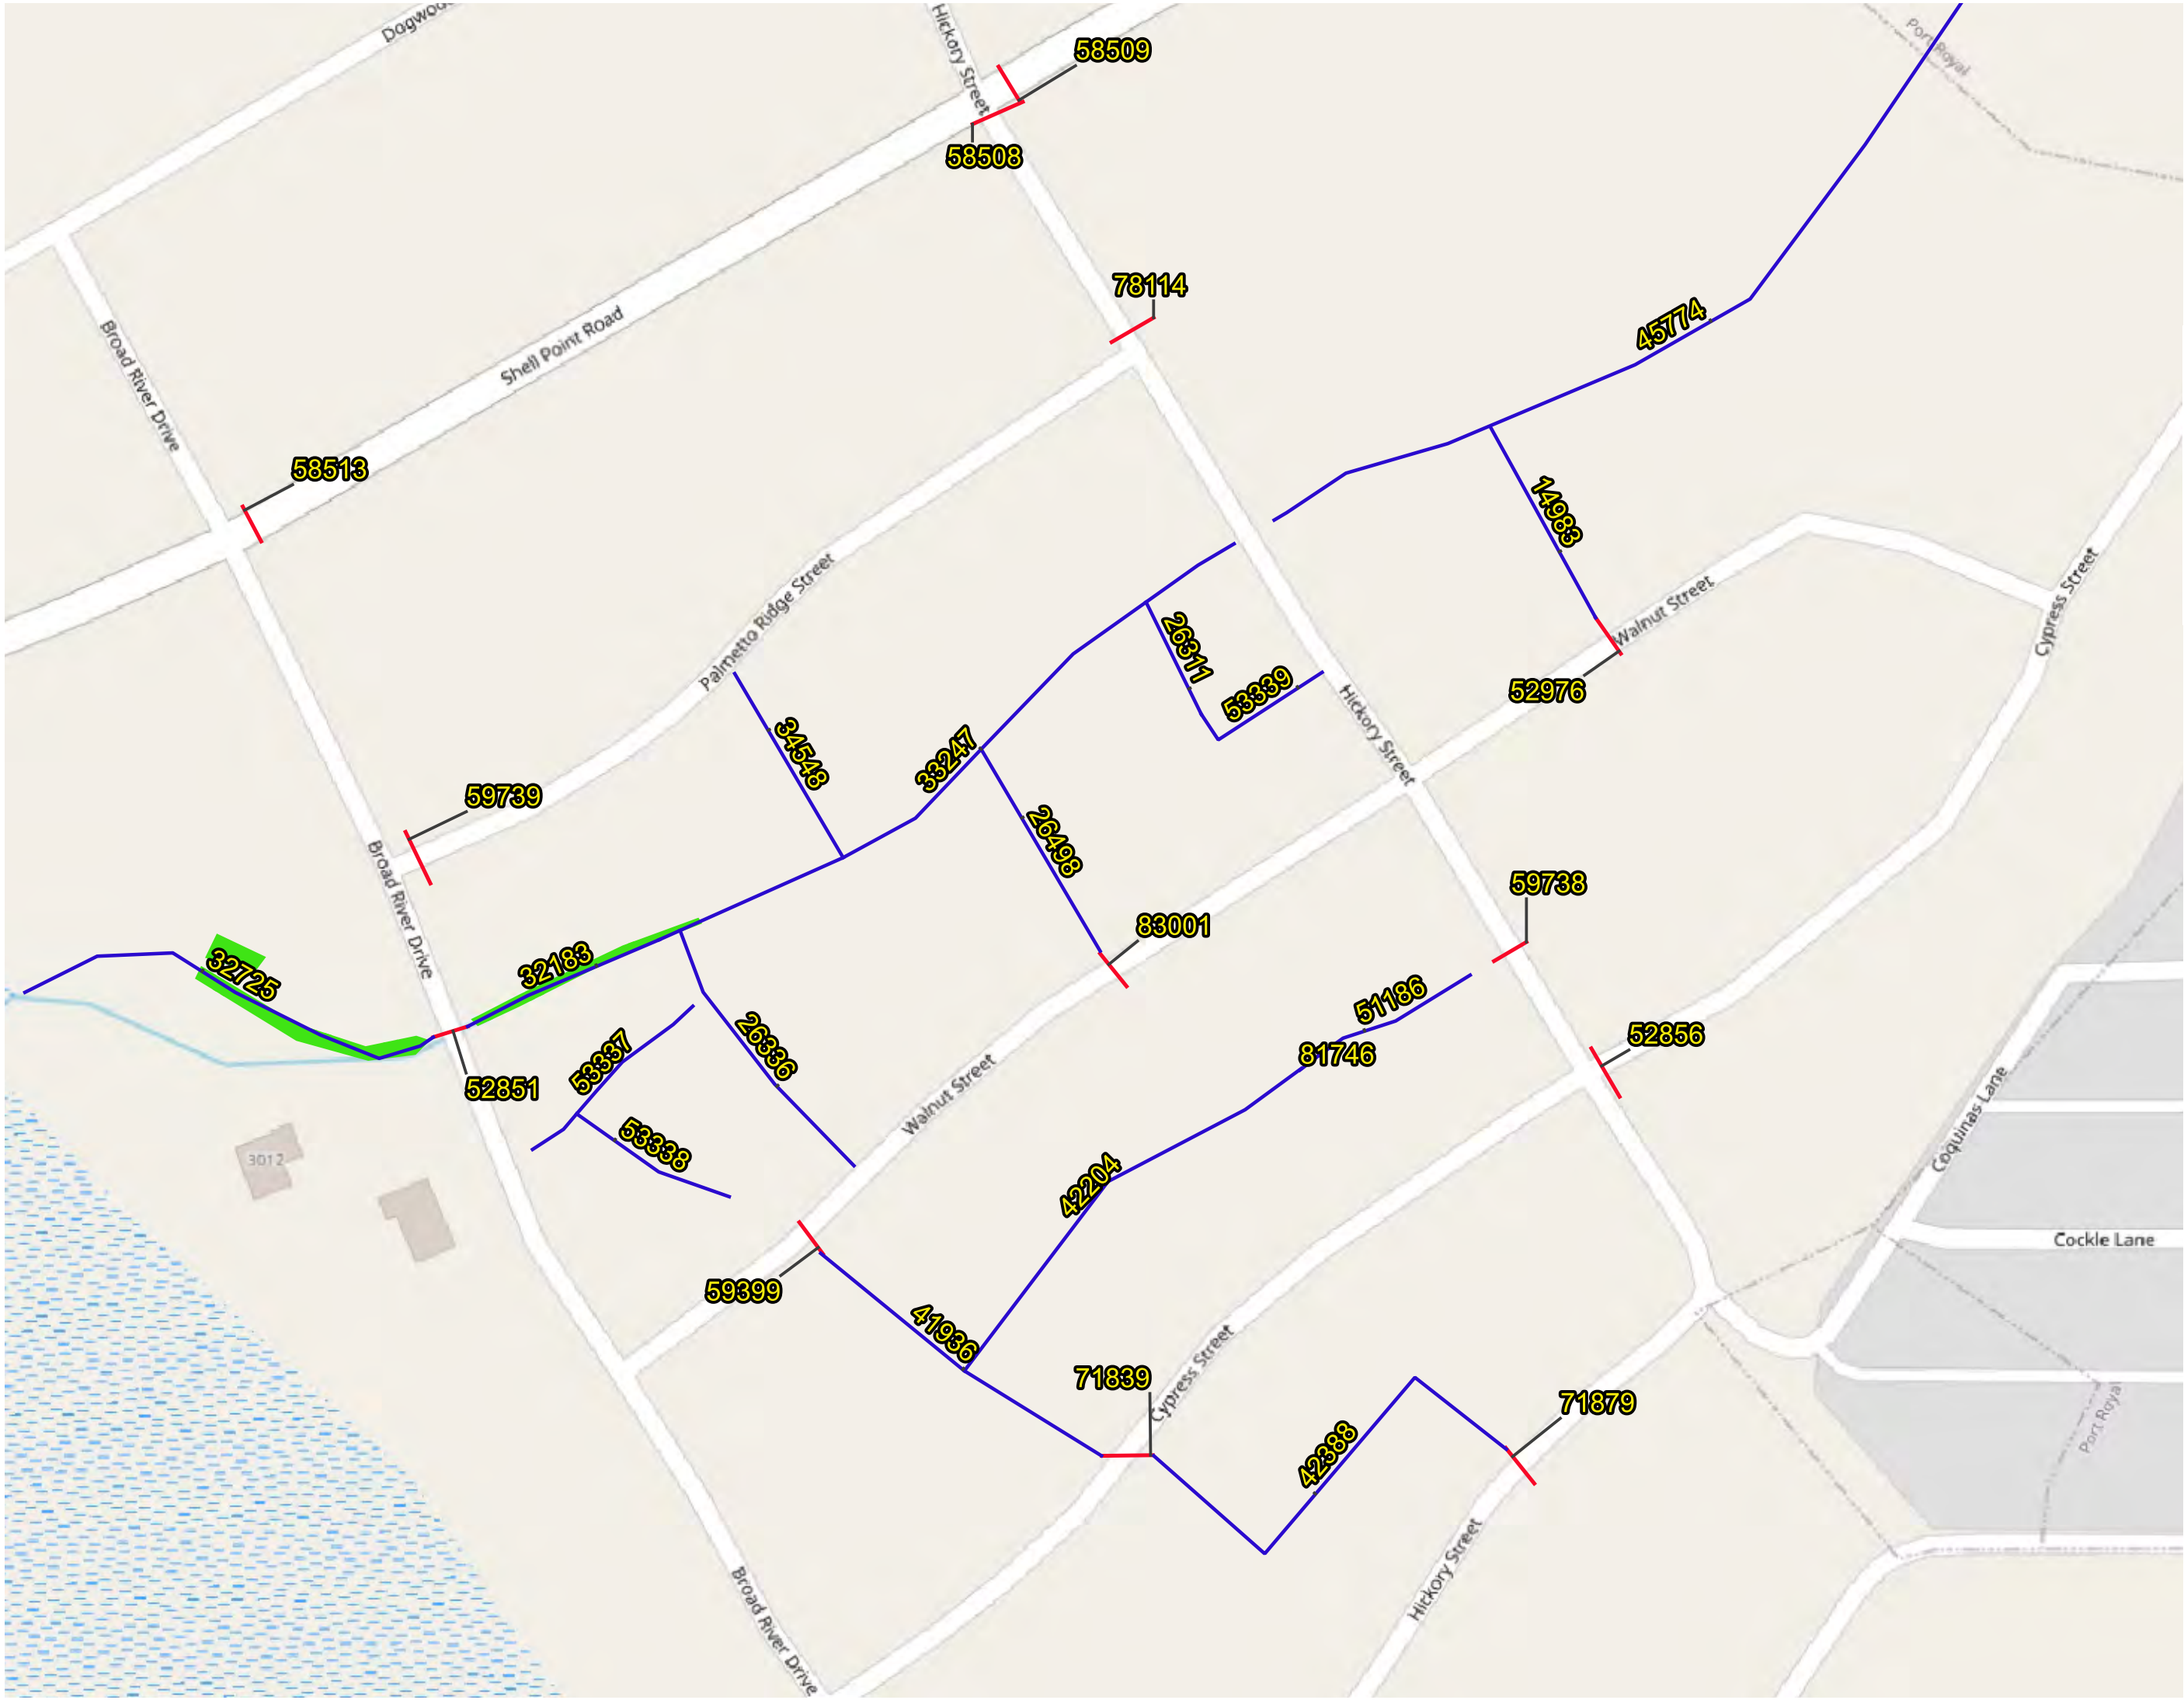 Hickory Street
Dogwoo
Port Royal
58509
58508
78114
45774
Broad River Drive
Shell Point Road
58513
14983
Walnut Street
Cypress Street
52976
Palmetto Ridge Street
26311
53339
Hickory Street
34548
33247
59739
26498
Broad River Drive
59738
83001
32725
32183
51186
81746
52856
52851
53337
26336
53338
Walnut Street
3012
42204
Coquinas Lane
Cockle Lane
59399
41936
71839
Cypress Street
71879
Port Royal
42388
Hickory Street
Broad River Drive